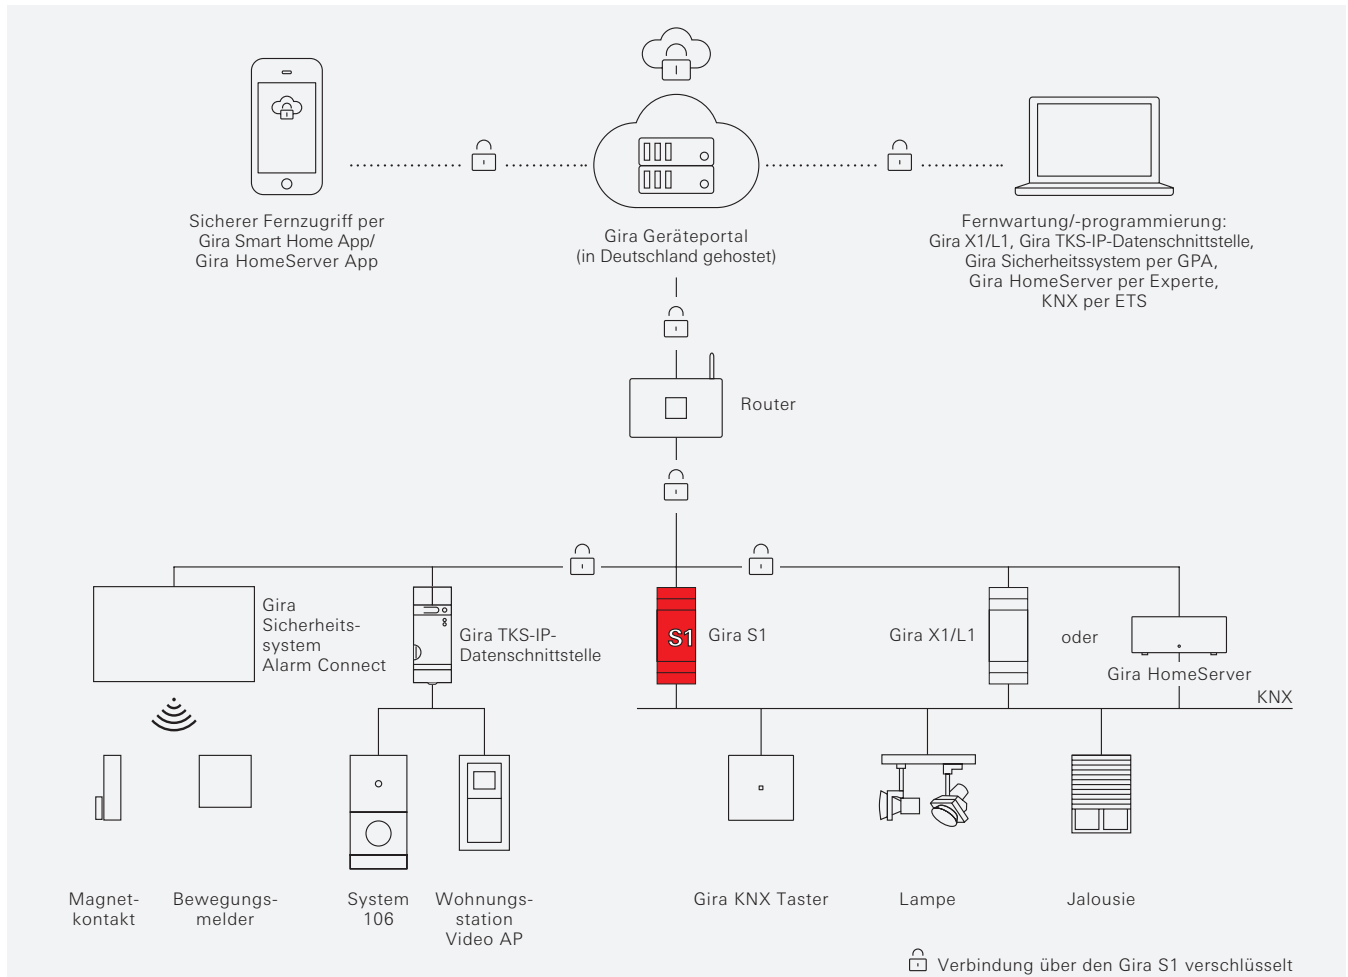 Sicherer Fernzugriff per
Gira Smart Home App/
Gira HomeServer App
Gira Geräteportal
(in Deutschland gehostet)
Fernwartung/-programmierung:
Gira X1/L1, Gira TKS-IP-Datenschnittstelle,
Gira Sicherheitssystem per GPA,
Gira HomeServer per Experte,
KNX per ETS
Router
Gira
Sicherheits-
system
Alarm Connect
Gira TKS-IP-
Datenschnittstelle
S1
Gira S1
Gira X1/L1
oder
Gira HomeServer
KNX
Magnet-
kontakt
Bewegungs-
melder
System
106
Wohnungs-
station
Video AP
Gira KNX Taster
Lampe
Jalousie
Verbindung über den Gira S1 verschlüsselt